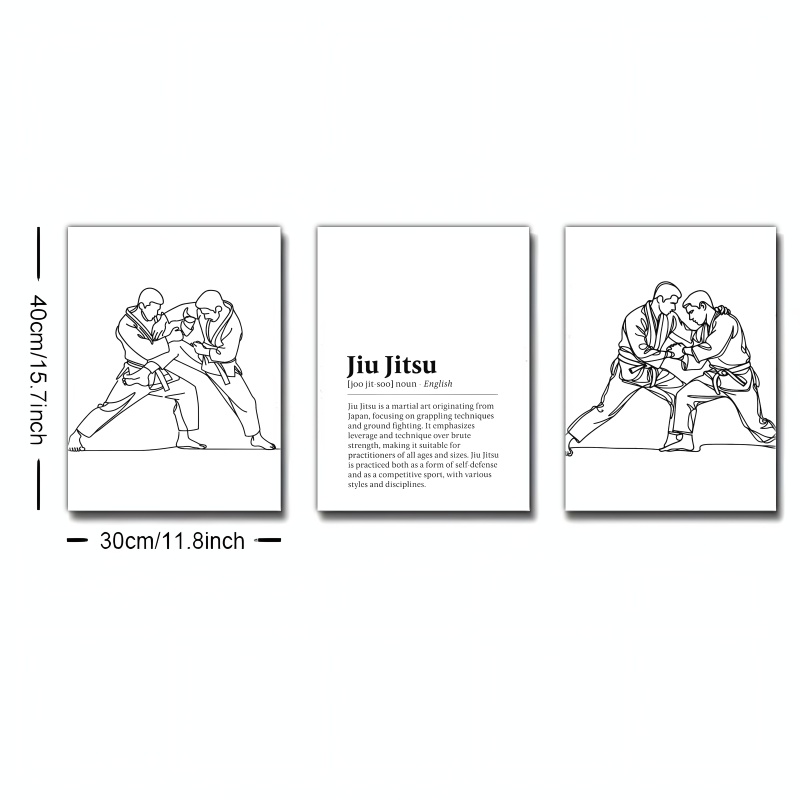 40cm/15.7inch
Jiu Jitsu
[joo jit-soo] noun · English
Jiu Jitsu is a martial art originating from
Japan, focusing on grappling techniques
and ground fighting. It emphasizes
leverage and technique over brute
strength, making it suitable for
practitioners of all ages and sizes. Jiu Jitsu
is practiced both as a form of self-defense
and as a competitive sport, with various
styles and disciplines.
30cm/11.8inch